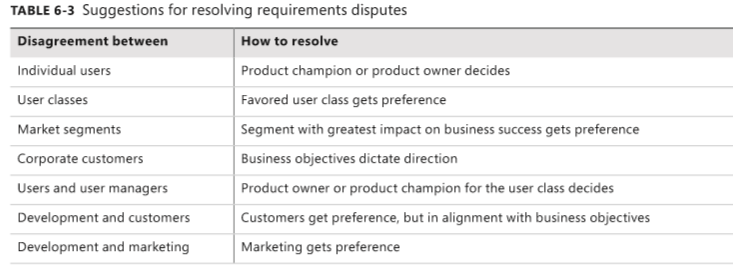 TABLE 6-3 Suggestions for resolving requirements disputes
Disagreement between How to resolve
Individual users Product champion or product owner decides
User classes Favored user class gets preference
Market segments Segment with greatest impact on business success gets preference
Corporate customers Business objectives dictate direction
Users and user managers Product owner or product champion for the user class decides
Development and customers Customers get preference, but in alignment with business objectives
Development and marketing Marketing gets preference